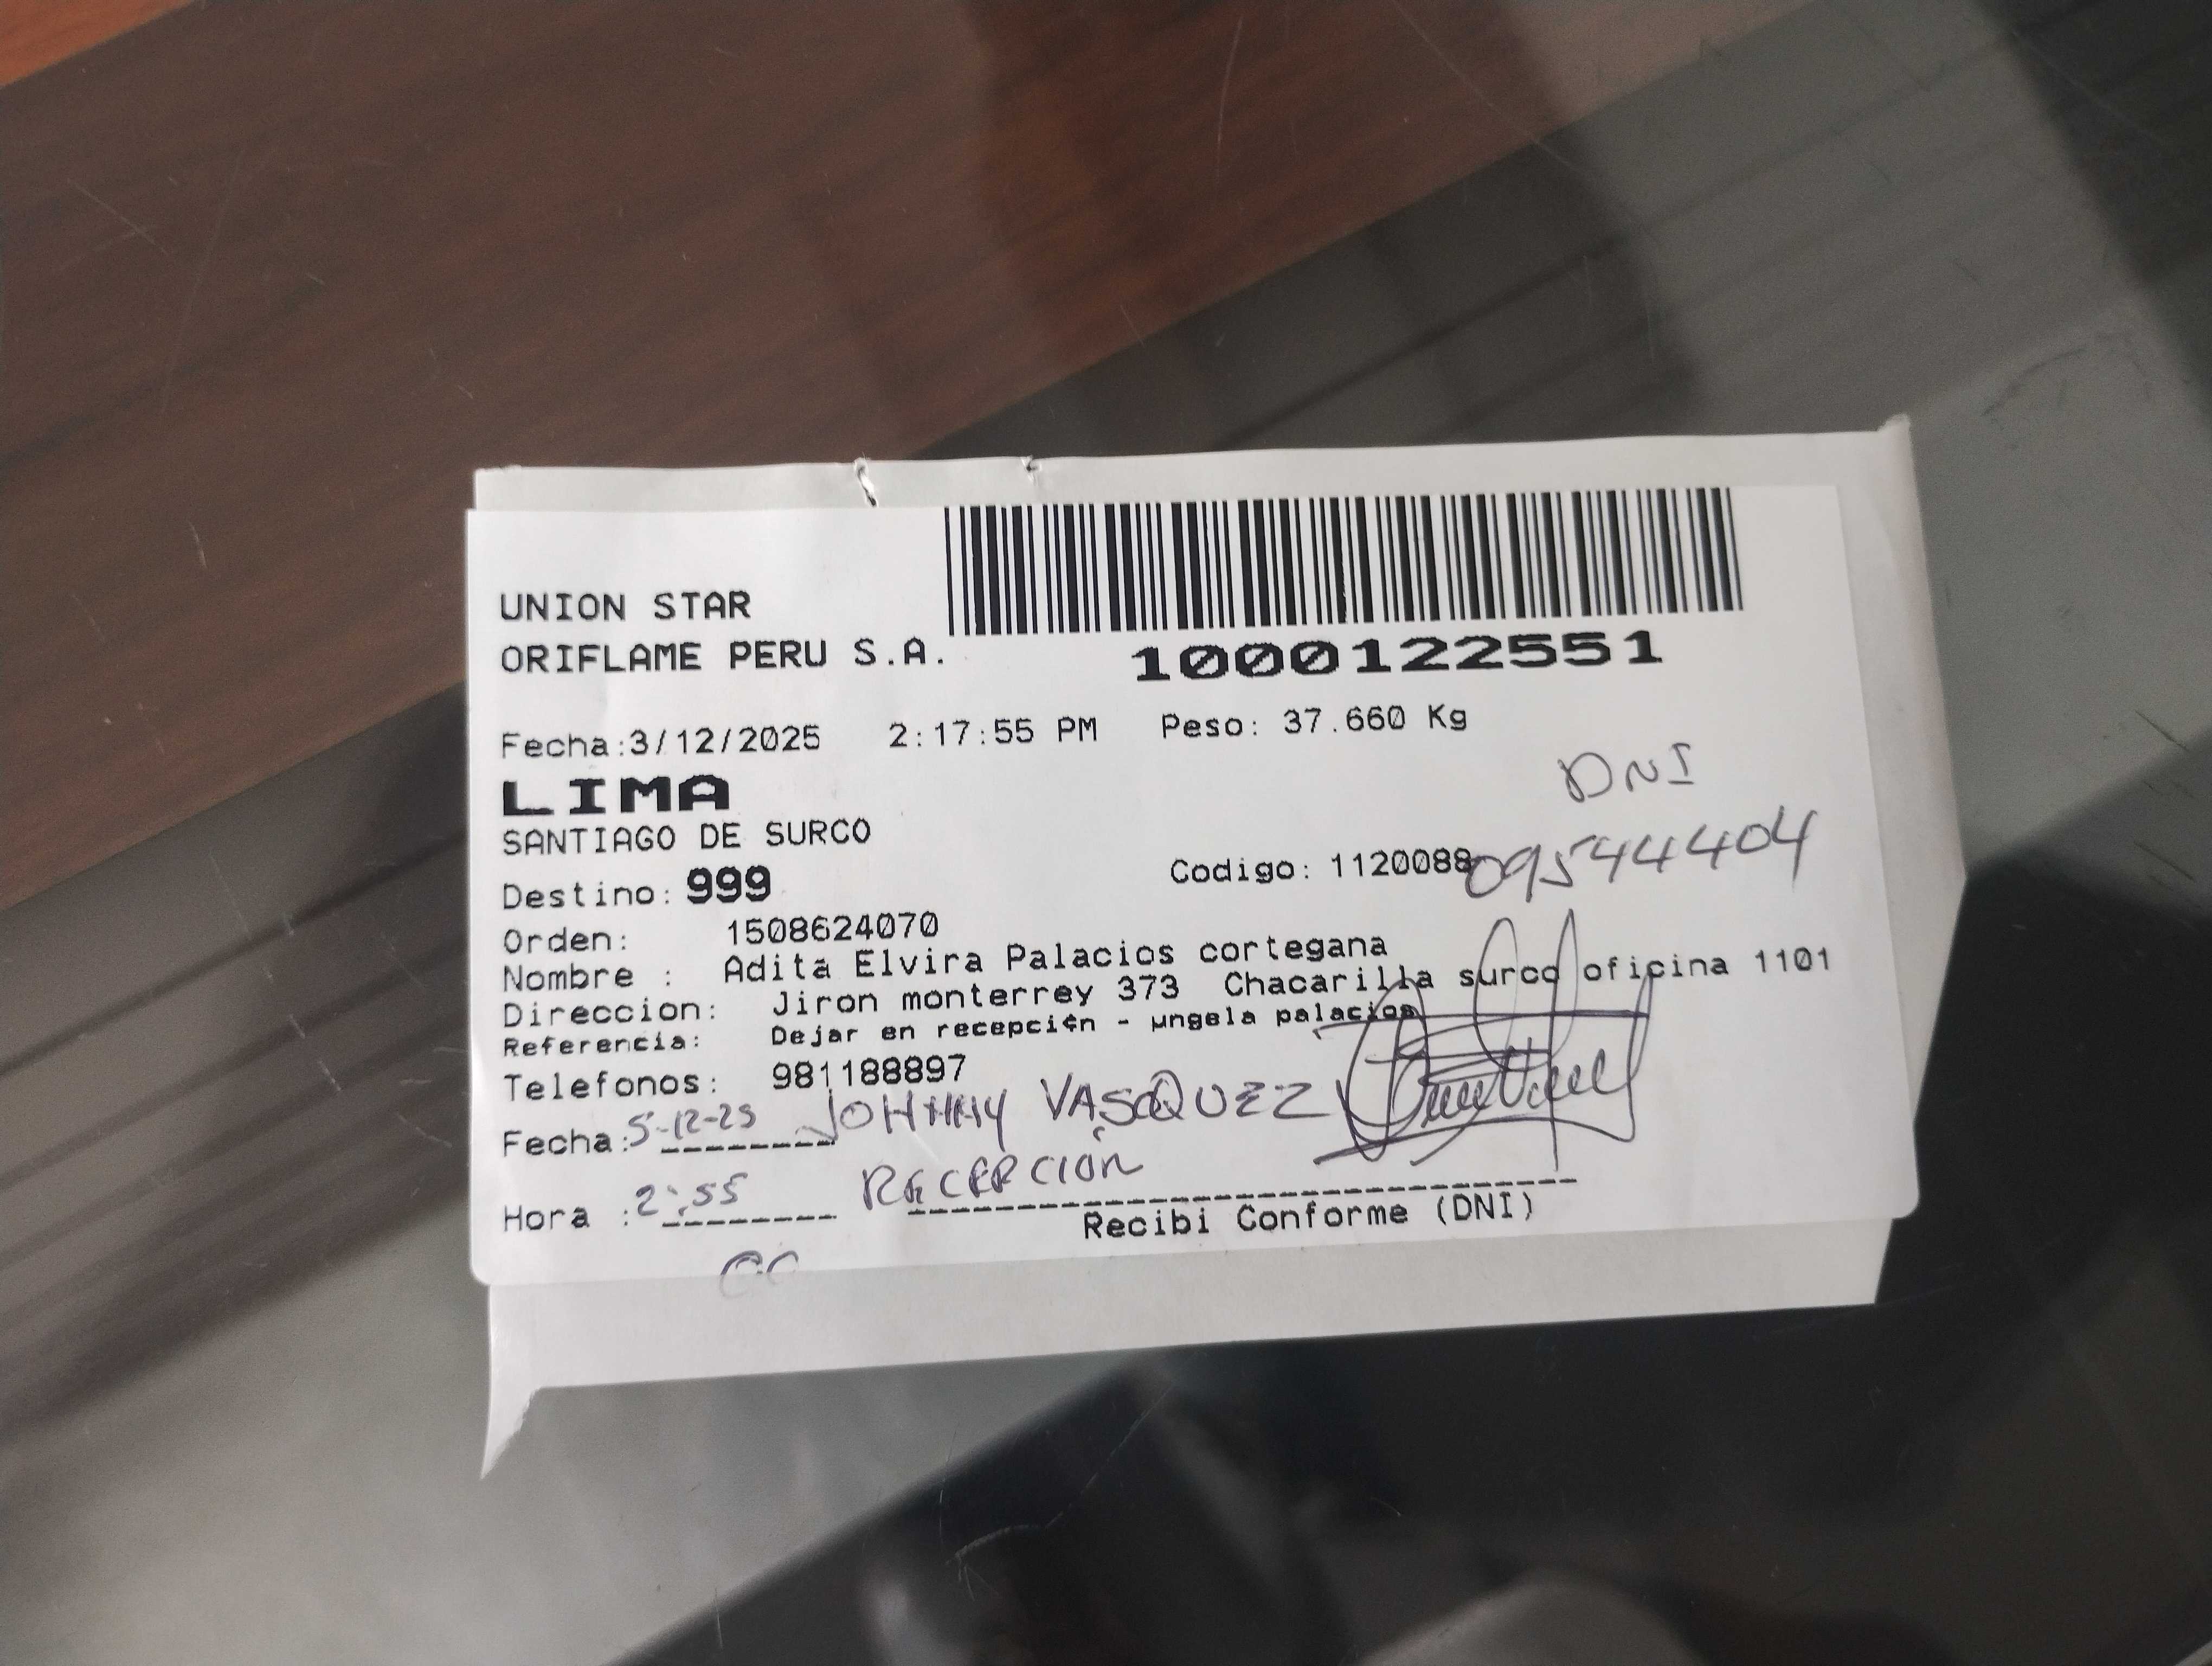 UNION STAR
ORIFLAME PERU S.A.
1000122551
Fecha:3/12/2025 2:17:55 PM Peso: 37.660 Kg
LIMA
DNI
SANTIAGO DE SURCO
Codigo: 1120088 09544404
Destino: 999
Orden: 1508624070
Nombre : Adita Elvira Palacios cortegana
Direccion: Jiron monterrey 373 Chacarilla surco oficina 1101
Referencia: Dejar en recepci¢n - µngela palacios
Telefonos: 981188897
Fecha: 5-12-25 JOHNNY VASQUEZ
Hora : 2:55 RECEPCIÓN
Recibi Conforme (DNI)